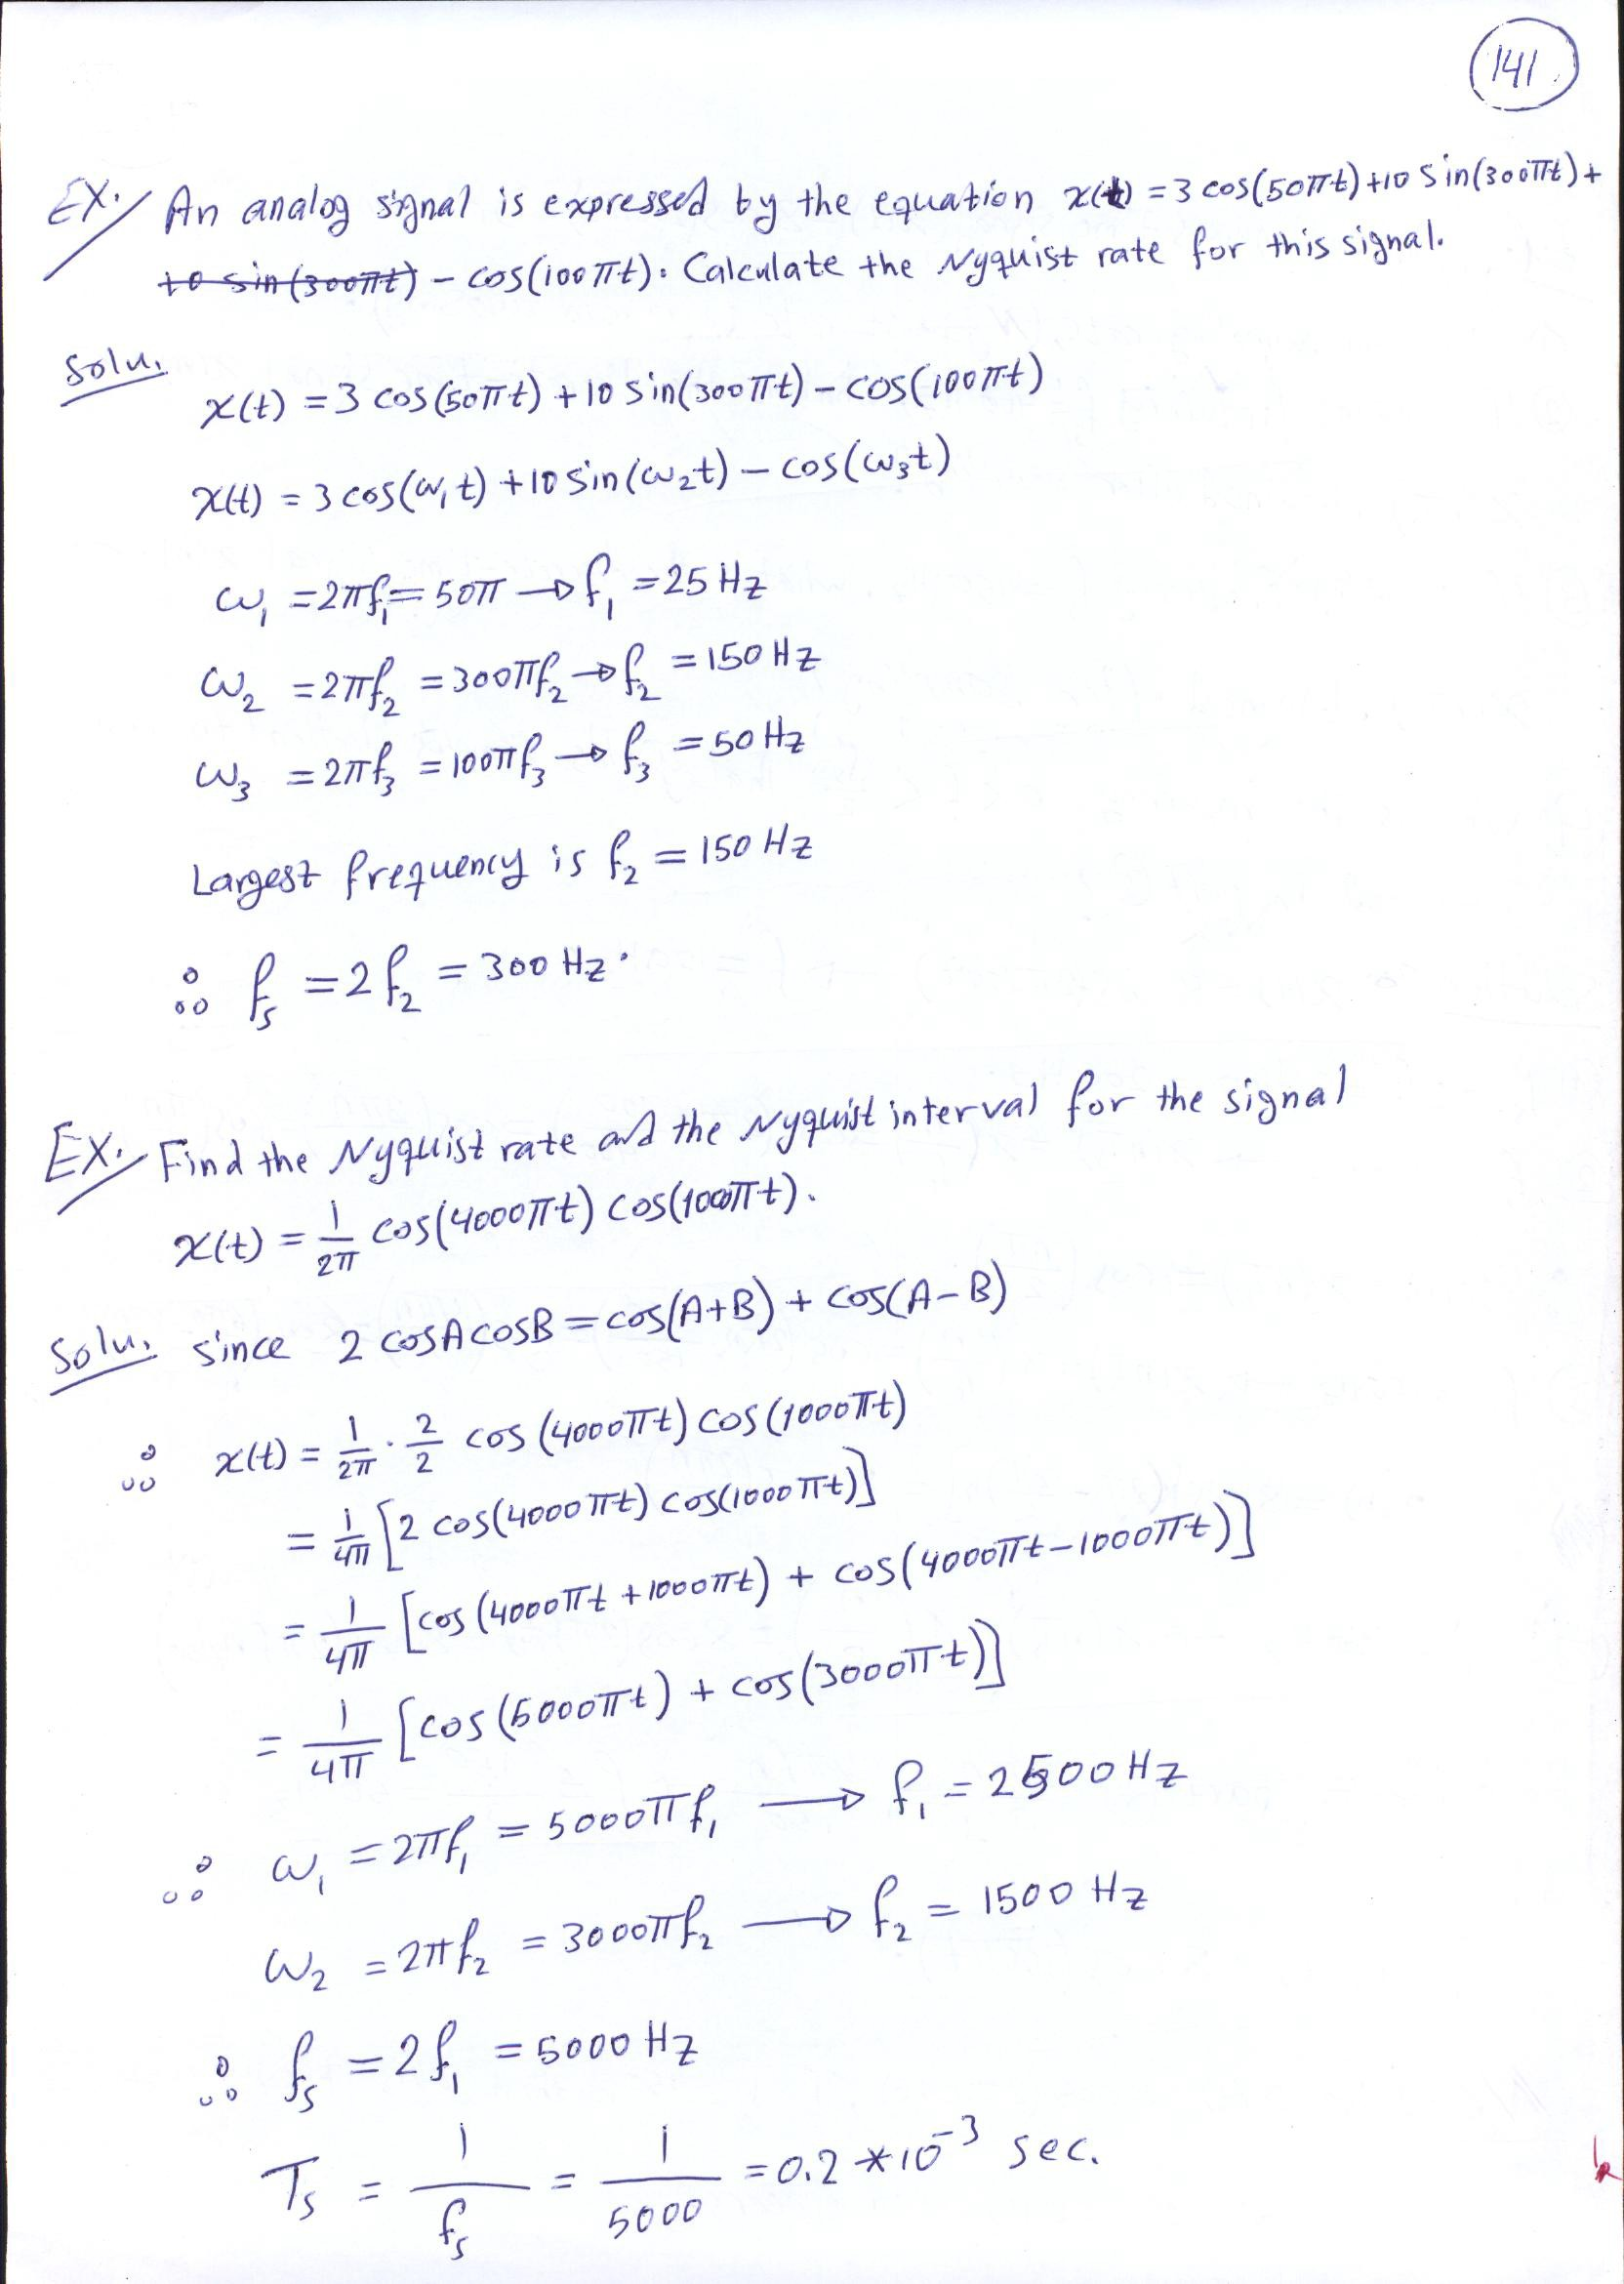 141
EX. An analog signal is expressed by the equation x(t) = 3 cos(50πt) + 10 sin(300πt) +
+0 sin(300πt) - cos(100πt). Calculate the Nyquist rate for this signal.
Solu.
x(t) = 3 cos(50πt) + 10 sin(300πt) - cos(100πt)
x(t) = 3 cos(ω₁t) + 10 sin(ω₂t) - cos(ω₃t)
ω₁ = 2πf₁ = 50π → f₁ = 25 Hz
ω₂ = 2πf₂ = 300πf₂ → f₂ = 150 Hz
ω₃ = 2πf₃ = 100πf₃ → f₃ = 50 Hz
Largest frequency is f₂ = 150 Hz
∴ fs = 2f₂ = 300 Hz.
EX. Find the Nyquist rate and the Nyquist interval for the signal
x(t) = 1/2π cos(4000πt) cos(1000πt).
Solu. since 2 cosA cosB = cos(A+B) + cos(A-B)
∴ x(t) = 1/2π · 2/2 cos(4000πt) cos(1000πt)
= 1/4π [2 cos(4000πt) cos(1000πt)]
= 1/4π [cos(4000πt + 1000πt) + cos(4000πt - 1000πt)]
= 1/4π [cos(5000πt) + cos(3000πt)]
∴ ω₁ = 2πf₁ = 5000πf₁ → f₁ = 2500 Hz
ω₂ = 2πf₂ = 3000πf₂ → f₂ = 1500 Hz
∴ fs = 2f₁ = 5000 Hz
Ts = 1/fs = 1/5000 = 0.2 * 10⁻³ sec.